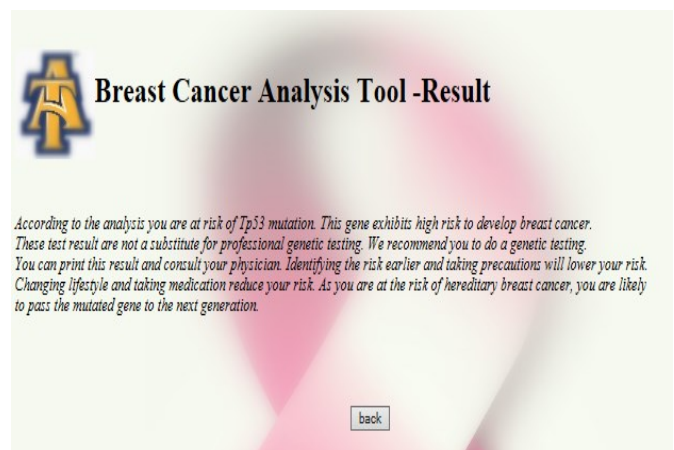 AT
Breast Cancer Analysis Tool -Result
According to the analysis you are at risk of Tp53 mutation. This gene exhibits high risk to develop breast cancer.
These test result are not a substitute for professional genetic testing. We recommend you to do a genetic testing.
You can print this result and consult your physician. Identifying the risk earlier and taking precautions will lower your risk.
Changing lifestyle and taking medication reduce your risk. As you are at the risk of hereditary breast cancer, you are likely
to pass the mutated gene to the next generation.
back